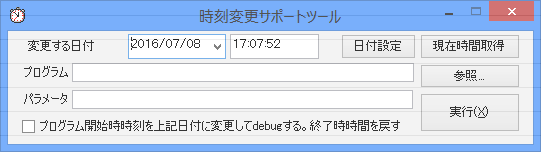 時刻変更サポートツール
変更する日付 2016/07/08 17:07:52 日付設定 現在時間取得
プログラム 参照...
パラメータ
実行(X)
プログラム開始時時刻を上記日付に変更してdebugする。終了時時間を戻す